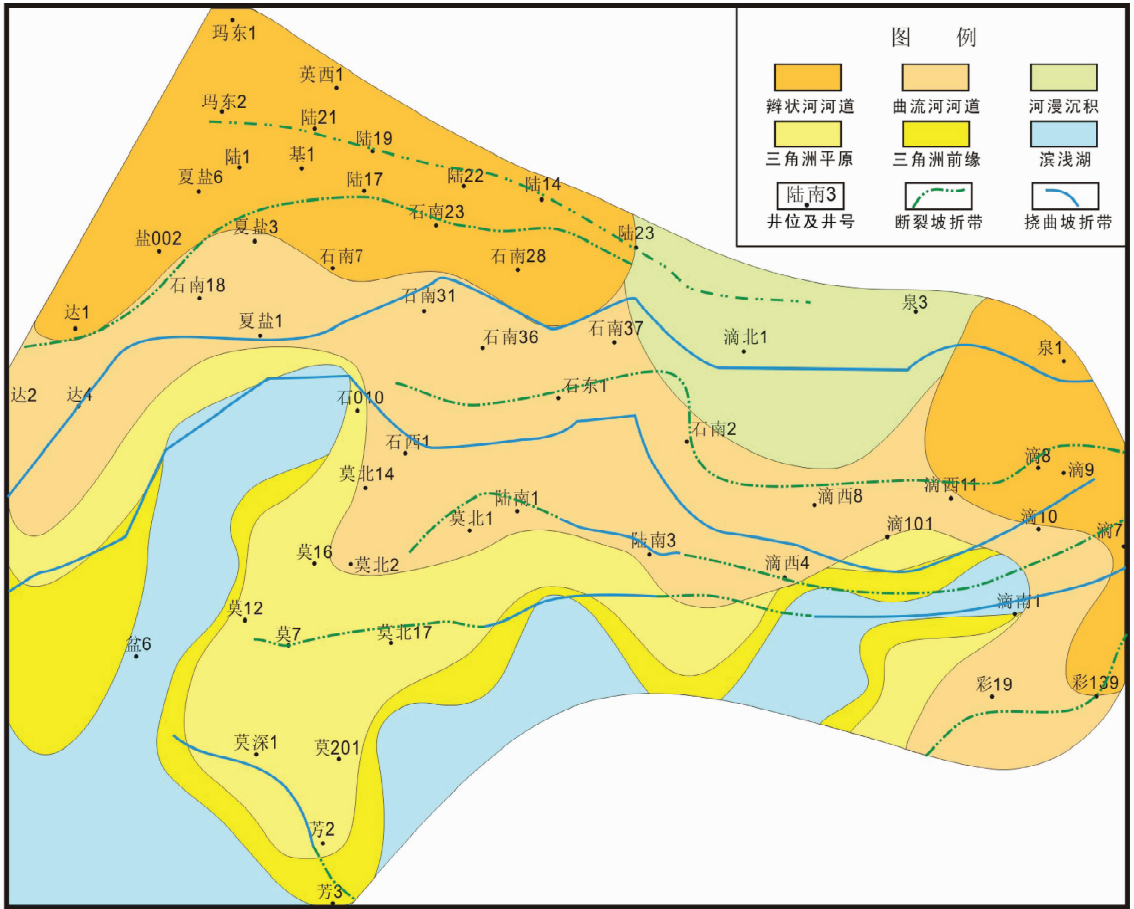 图 例
辫状河河道
曲流河河道
河漫沉积
三角洲平原
三角洲前缘
滨浅湖
陆南3
井位及井号
断裂坡折带
挠曲坡折带
玛东1
英西1
玛东2
陆21
陆19
陆1
基1
夏盐6
陆17
陆22
陆14
石南23
夏盐3
盐002
陆23
石南7
石南28
石南18
石南31
泉3
达1
夏盐1
石南36
石南37
滴北1
泉1
达2
达4
石010
石东1
石西1
石南2
滴8
滴9
莫北14
滴西8
滴西11
陆南1
莫北1
滴101
滴10
滴7
莫16
莫北2
陆南3
滴西4
莫12
滴南1
盆6
莫7
莫北17
彩19
彩139
莫深1
莫201
芳2
芳3